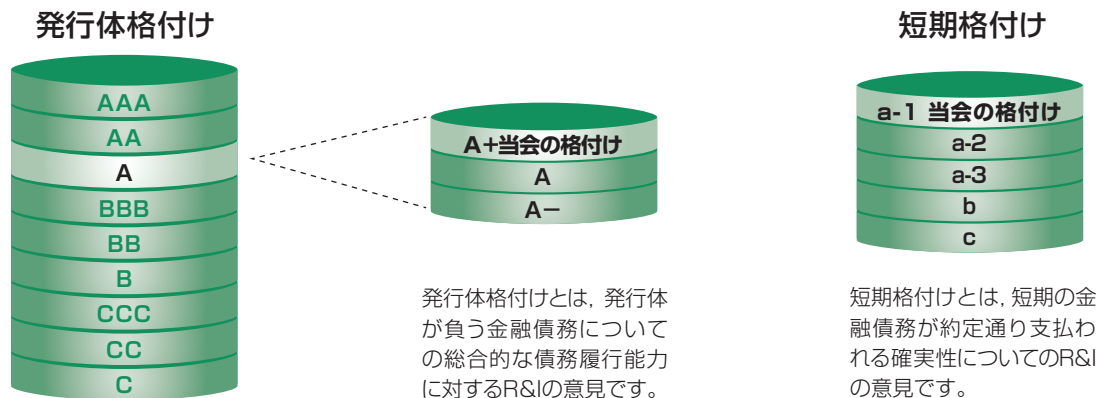 発行体格付け
AAA
AA
A
BBB
BB
B
CCC
CC
C
A+当会の格付け
A
A−
発行体格付けとは，発行体
が負う金融債務について
の総合的な債務履行能力
に対するR&Iの意見です。
短期格付け
a-1 当会の格付け
a-2
a-3
b
c
短期格付けとは，短期の金
融債務が約定通り支払わ
れる確実性についてのR&I
の意見です。